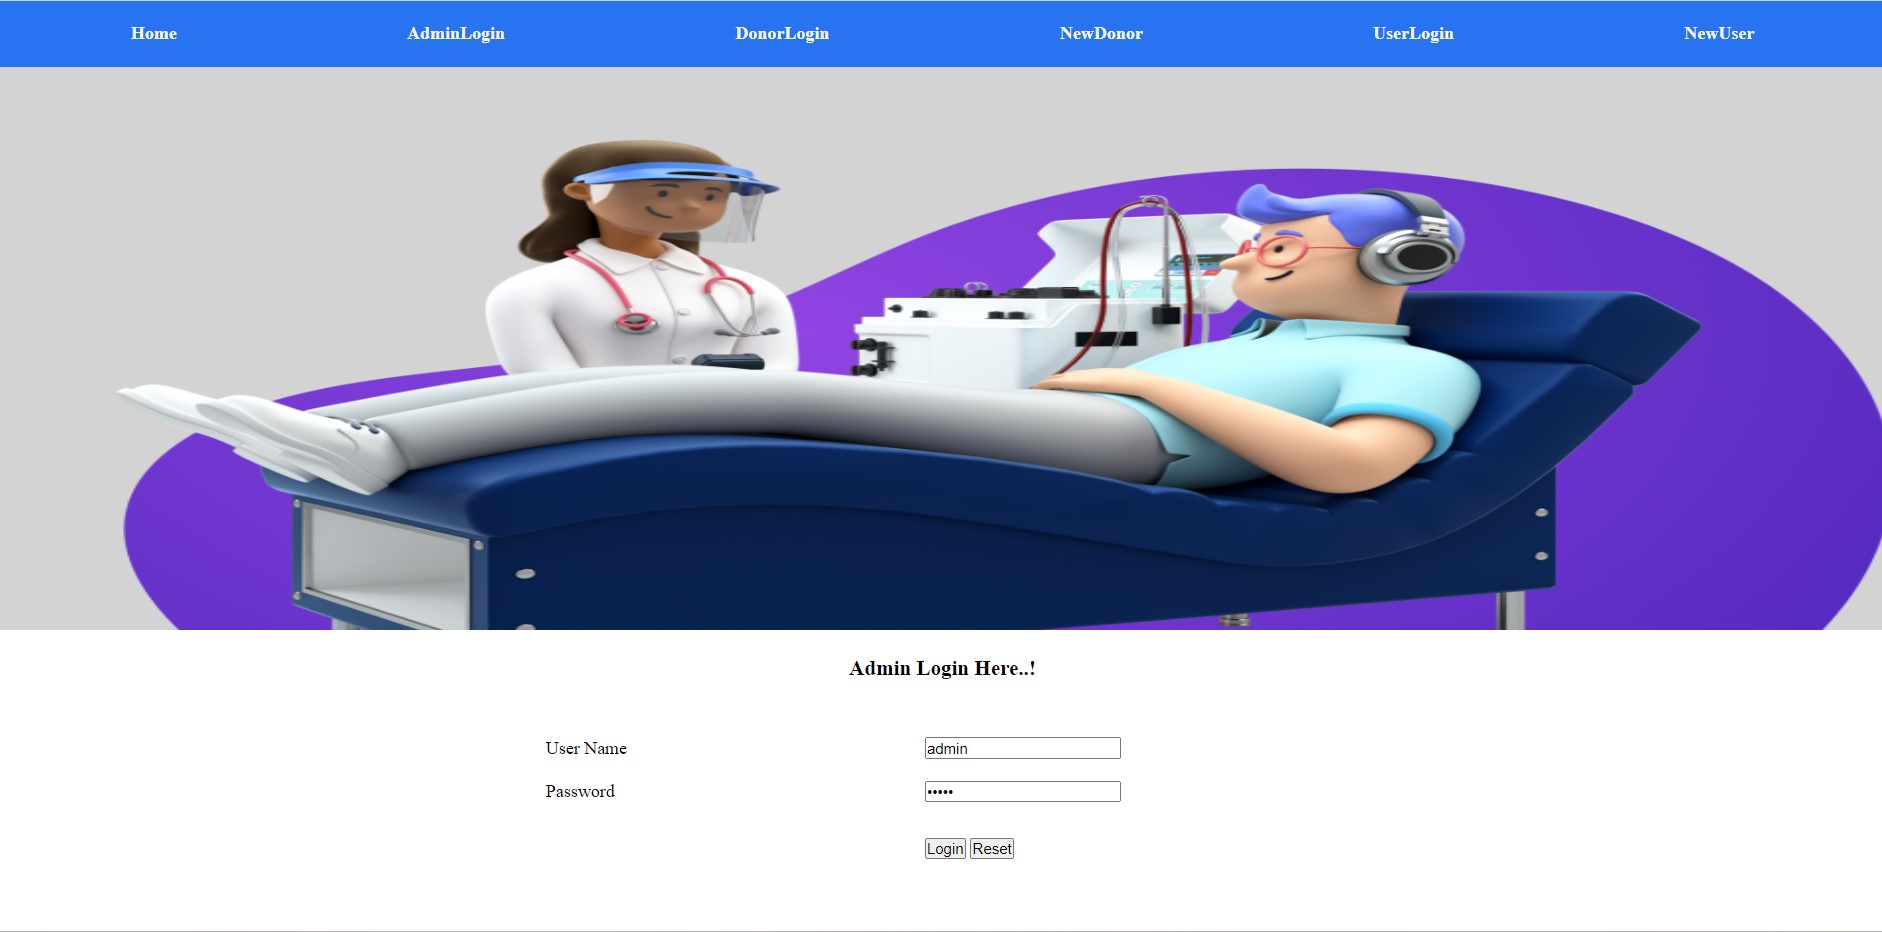 Home AdminLogin DonorLogin NewDonor UserLogin NewUser
Admin Login Here..!
User Name admin
Password •••••
Login Reset